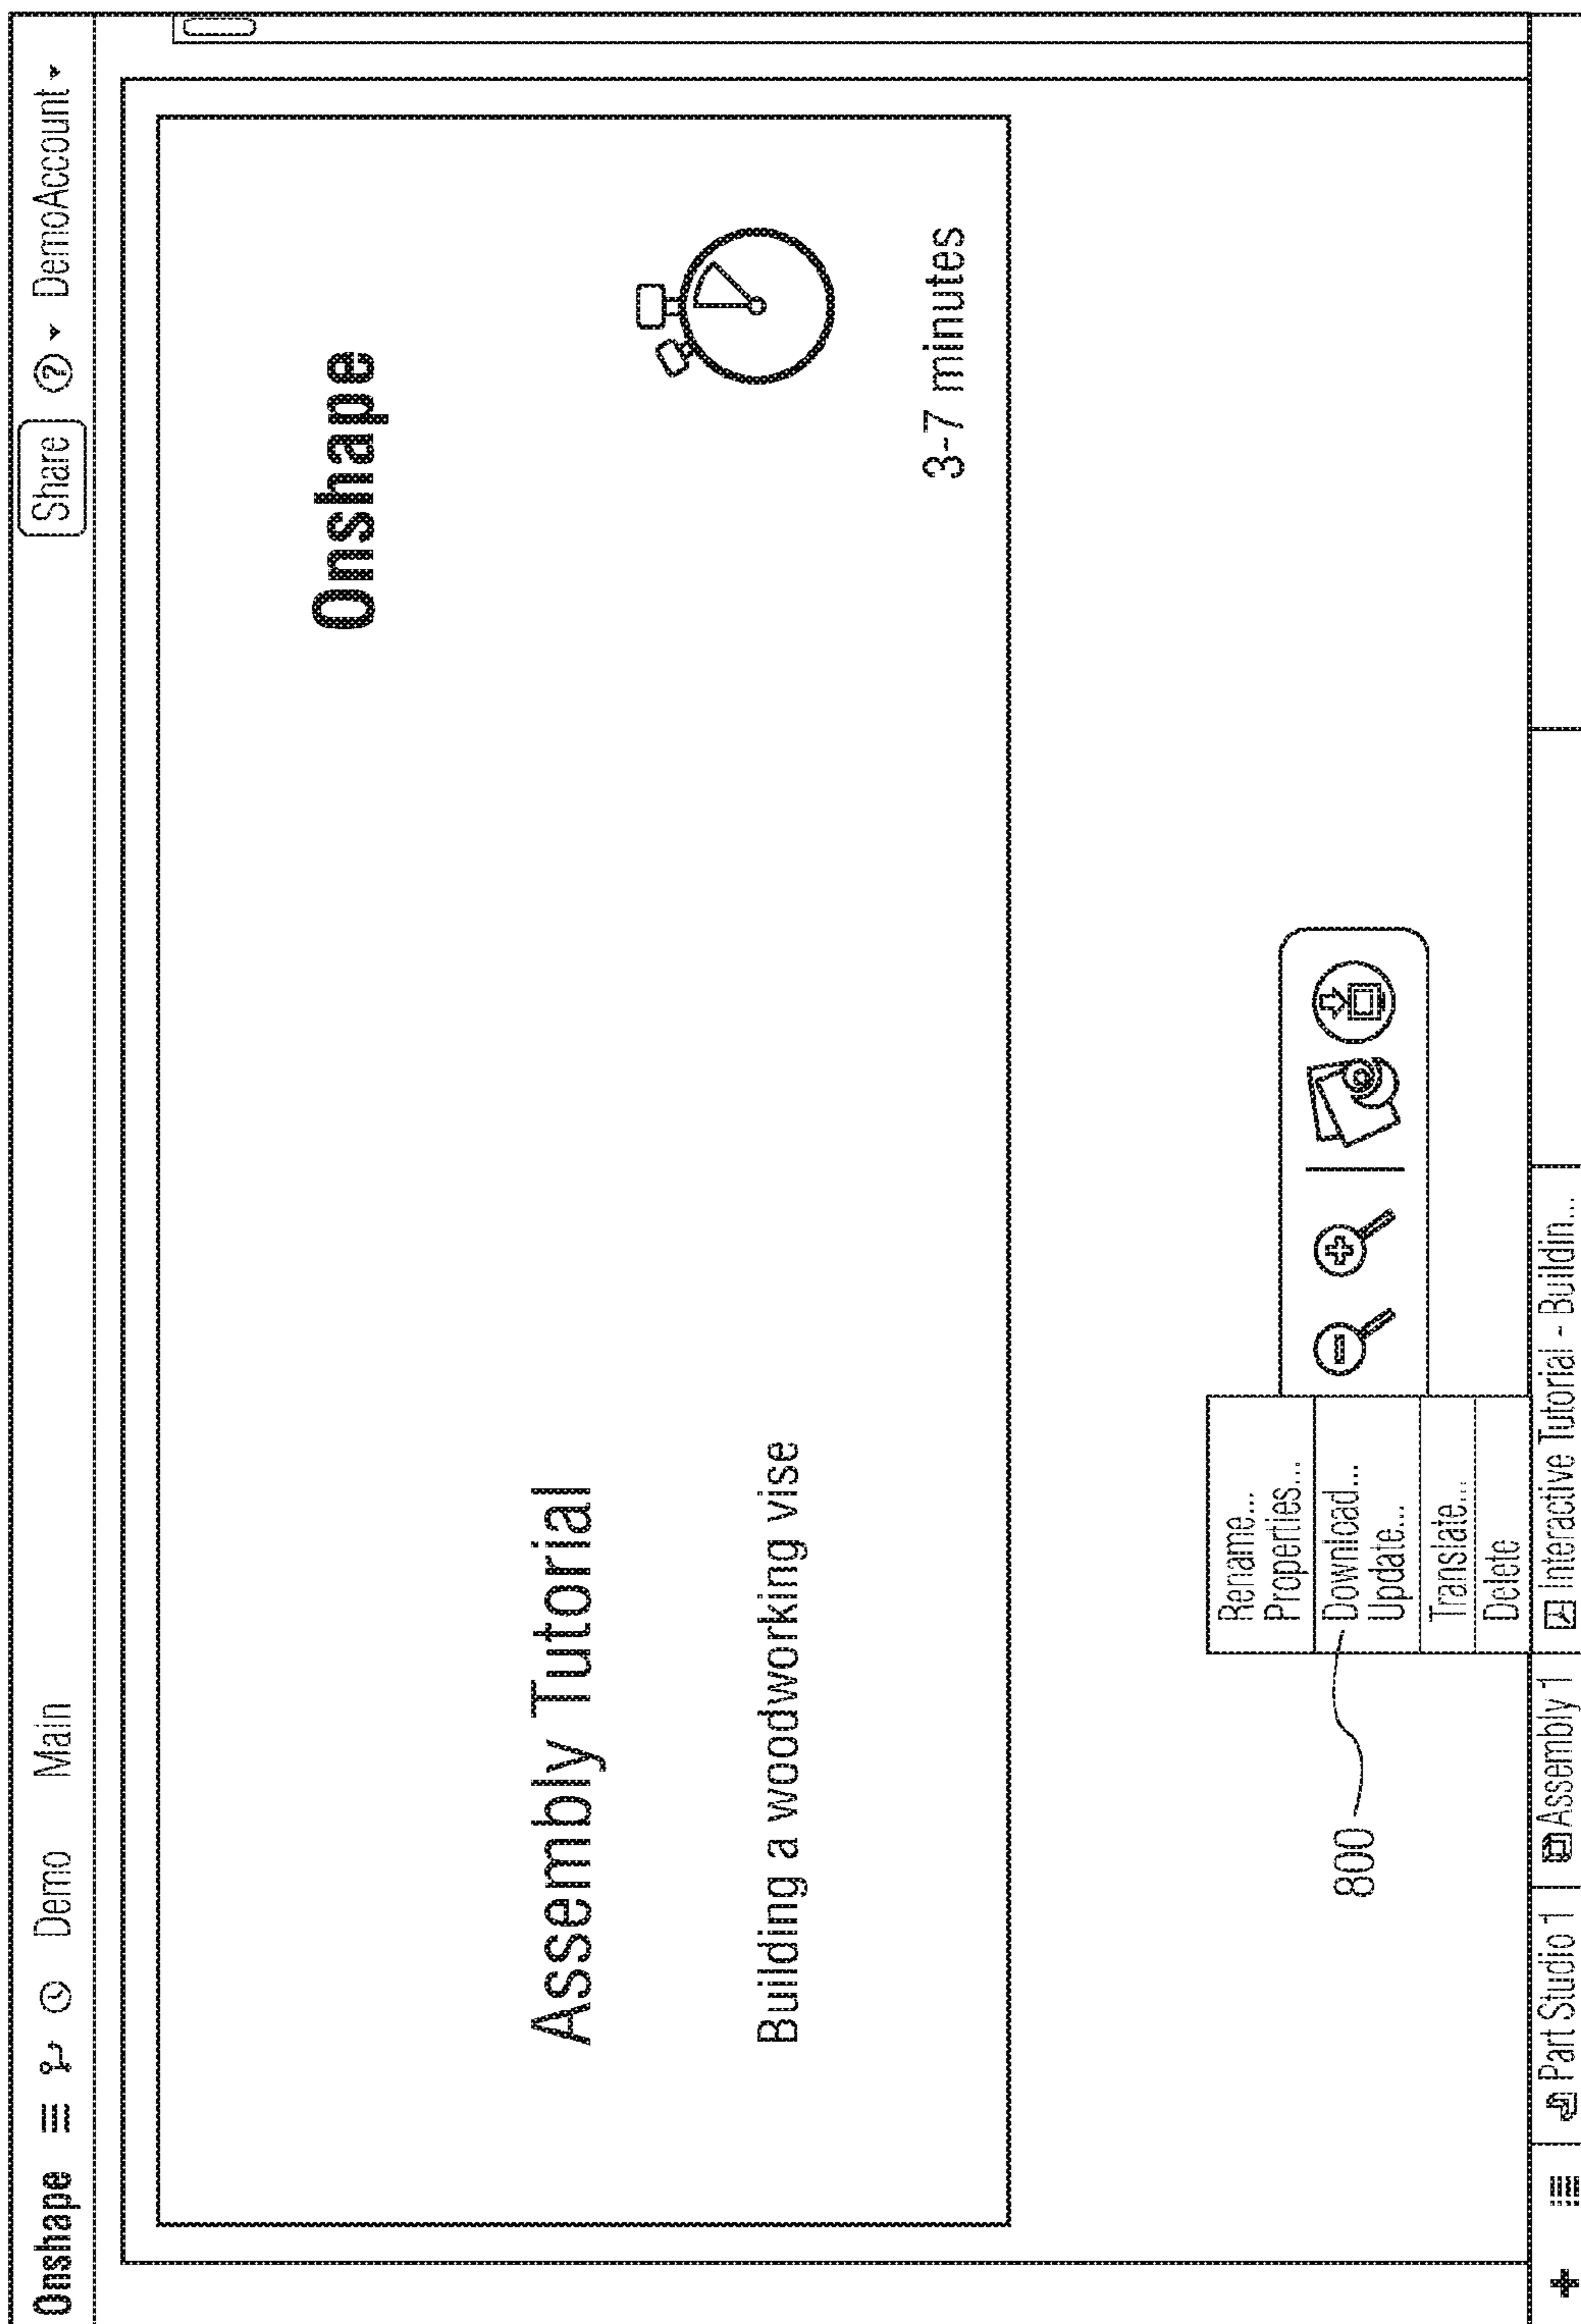 Onshape Demo Main Share ? DemoAccount
Onshape
Assembly Tutorial
Building a woodworking vise
3-7 minutes
Rename...
Properties...
Download...
Update...
Translate...
Delete
800
+ Part Studio 1 Assembly 1 Interactive Tutorial - Buildin...